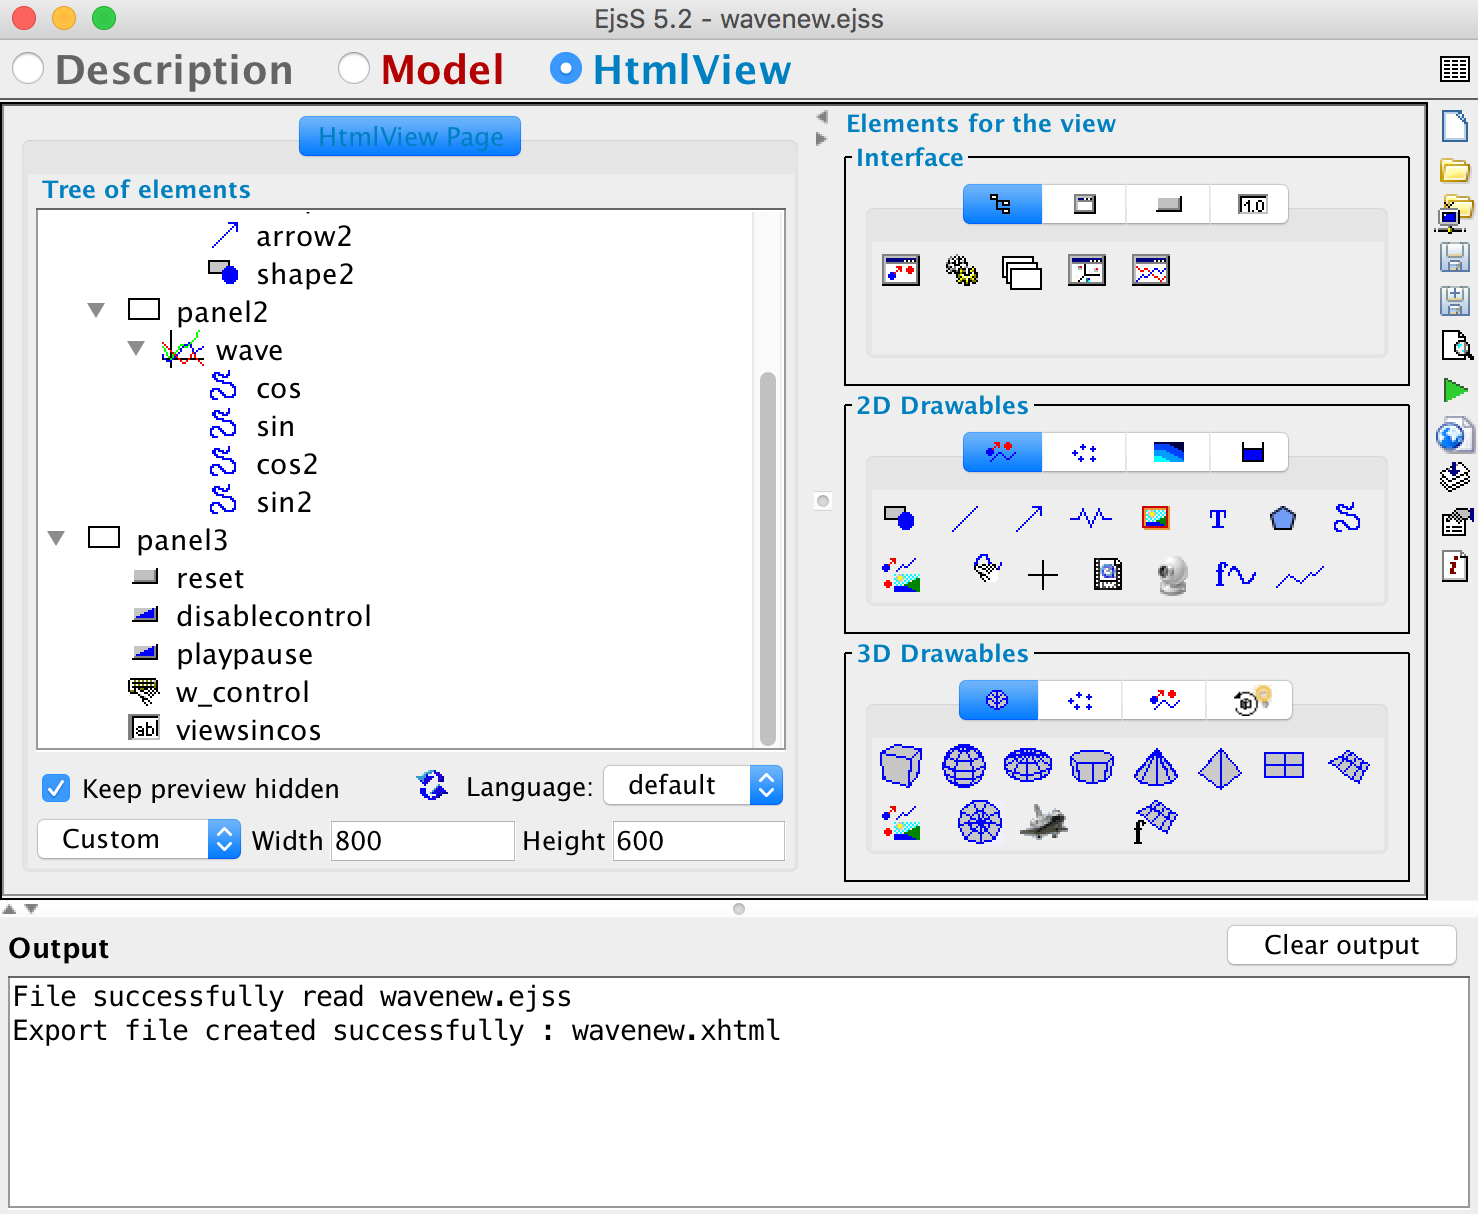 EjsS 5.2 - wavenew.ejss
Description Model HtmlView
HtmlView Page
Tree of elements
arrow2
shape2
panel2
wave
cos
sin
cos2
sin2
panel3
reset
disablecontrol
playpause
w_control
abl viewsincos
Keep preview hidden Language: default
Custom Width 800 Height 600
Elements for the view
Interface
1.0
2D Drawables
T
f
3D Drawables
f
i
Output Clear output
File successfully read wavenew.ejss
Export file created successfully : wavenew.xhtml